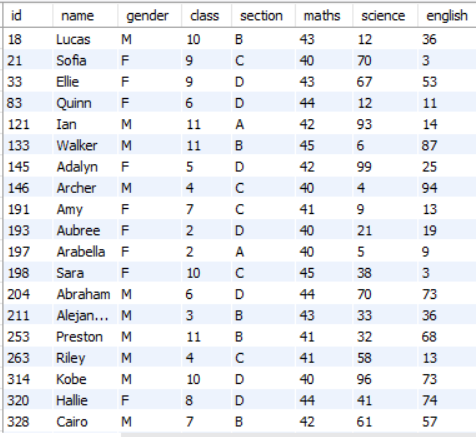 id name gender class section maths science english
18 Lucas M 10 B 43 12 36
21 Sofia F 9 C 40 70 3
33 Ellie F 9 D 43 67 53
83 Quinn F 6 D 44 12 11
121 Ian M 11 A 42 93 14
133 Walker M 11 B 45 6 87
145 Adalyn F 5 D 42 99 25
146 Archer M 4 C 40 4 94
191 Amy F 7 C 41 9 13
193 Aubree F 2 D 40 21 19
197 Arabella F 2 A 40 5 9
198 Sara F 10 C 45 38 3
204 Abraham M 6 D 44 70 73
211 Alejan... M 3 B 43 33 36
253 Preston M 11 B 41 32 68
263 Riley M 4 C 41 58 13
314 Kobe M 10 D 40 96 73
320 Hallie F 8 D 44 41 74
328 Cairo M 7 B 42 61 57